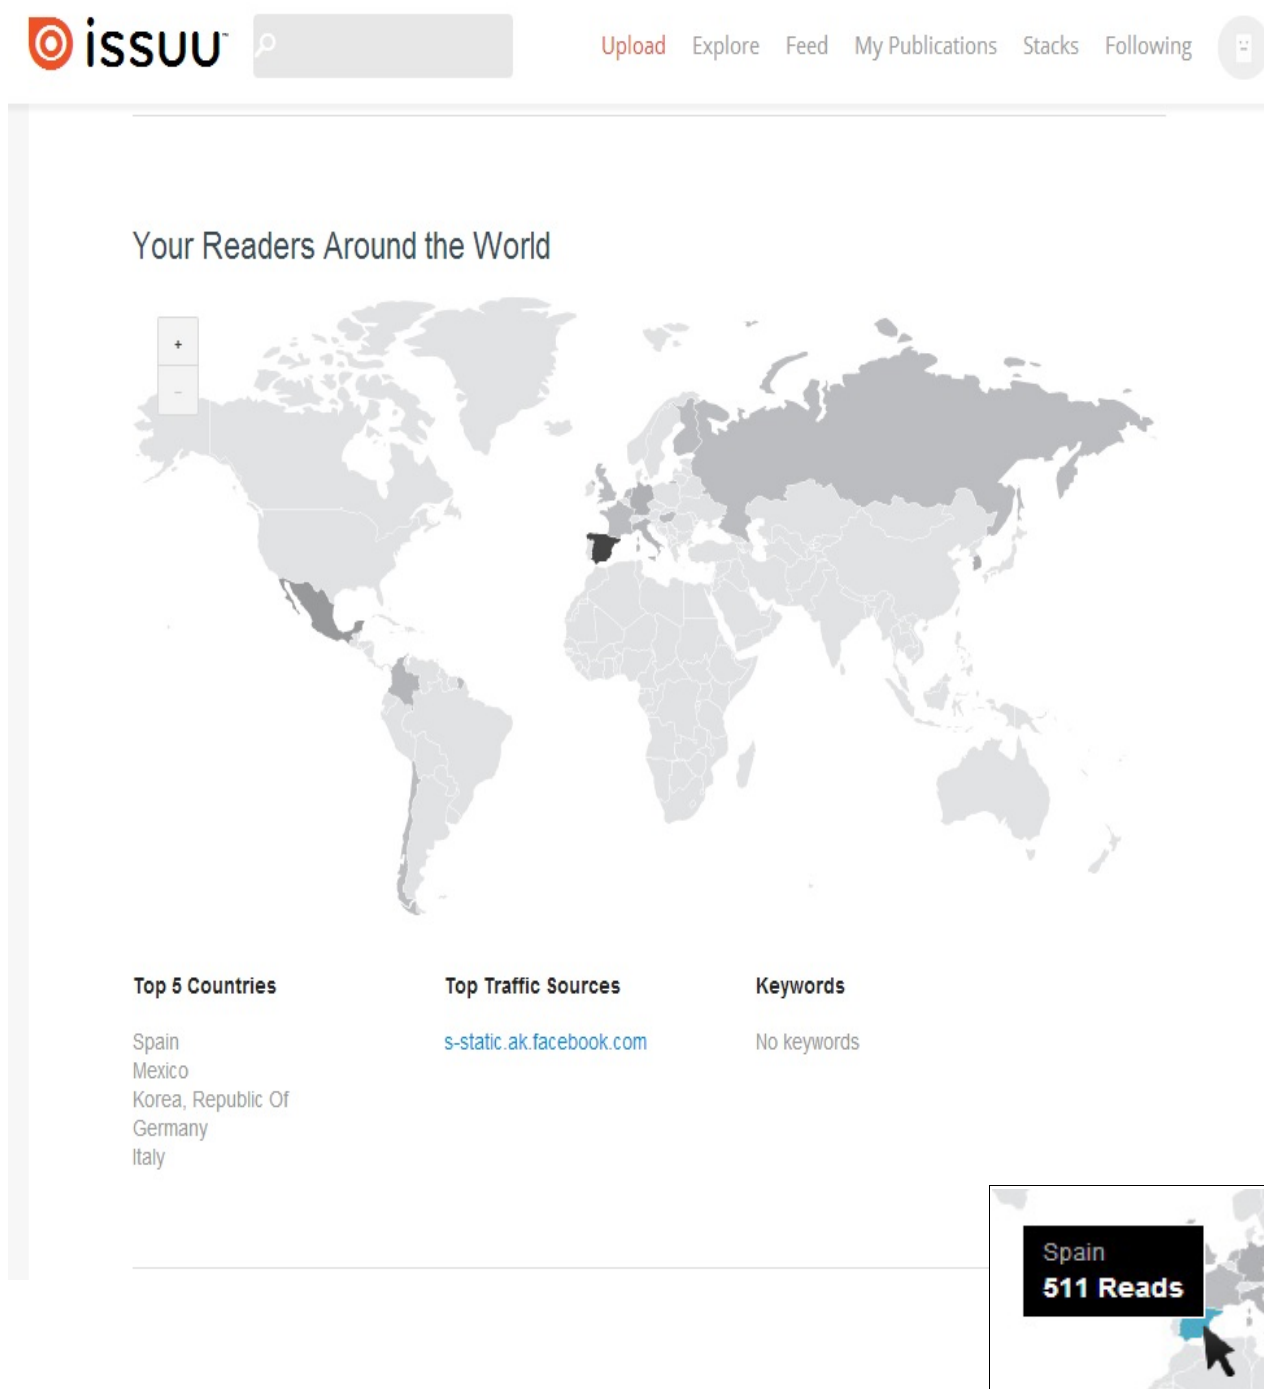 issuu™
Upload Explore Feed My Publications Stacks Following
Your Readers Around the World
+
−
Top 5 Countries Top Traffic Sources Keywords
Spain s-static.ak.facebook.com No keywords
Mexico
Korea, Republic Of
Germany
Italy
Spain
511 Reads